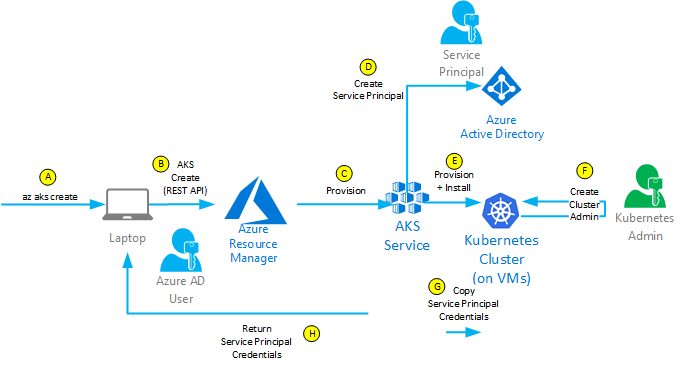 Service
Principal
D
Create
Service Principal
Azure
Active Directory
A
az aks create
B
AKS
Create
(REST API)
C
Provision
E
Provision
+ Install
F
Create
Cluster
Admin
Laptop
Azure
Resource
Manager
AKS
Service
Kubernetes
Cluster
(on VMs)
Kubernetes
Admin
Azure AD
User
G
Copy
Service Principal
Credentials
Return
Service Principal
Credentials
H